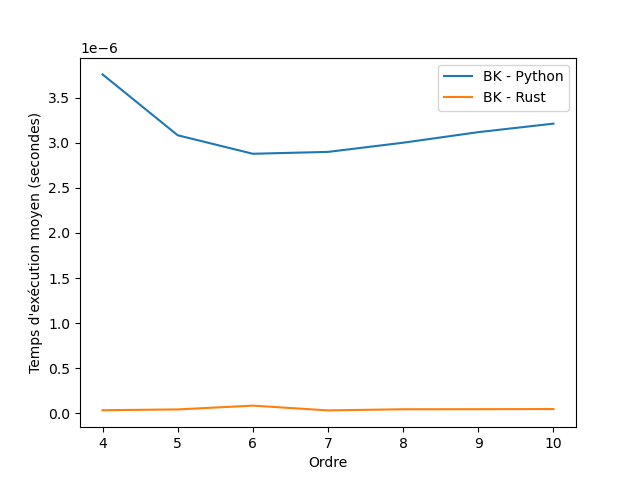 1e−6
BK - Python
BK - Rust
3.5
3.0
2.5
2.0
1.5
1.0
0.5
0.0
Temps d'exécution moyen (secondes)
4 5 6 7 8 9 10
Ordre